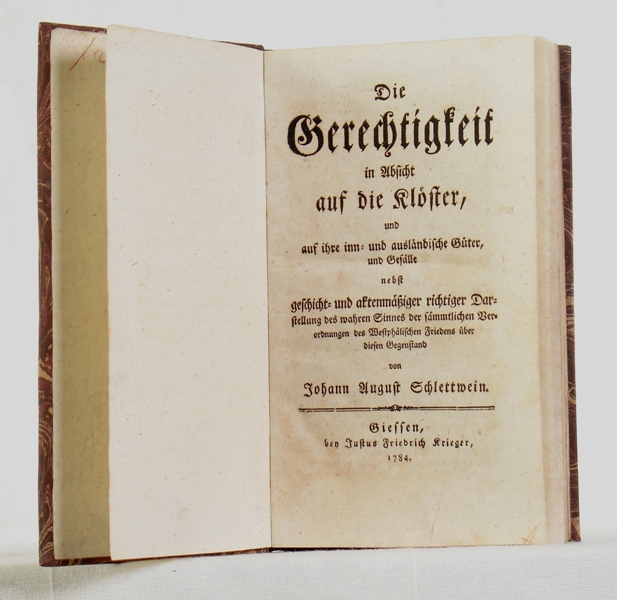 Die
Gerechtigkeit
in Absicht
auf die Klöster,
und
auf ihre inn- und ausländische Güter,
und Gefälle
nebst
geschicht- und aktenmäßiger richtiger Dar-
stellung des wahren Sinnes der sämmtlichen Ver-
ordnungen des Westphälischen Friedens über
diesen Gegenstand
von
Johann August Schlettwein.
Giessen,
bey Justus Friedrich Krieger,
1784.